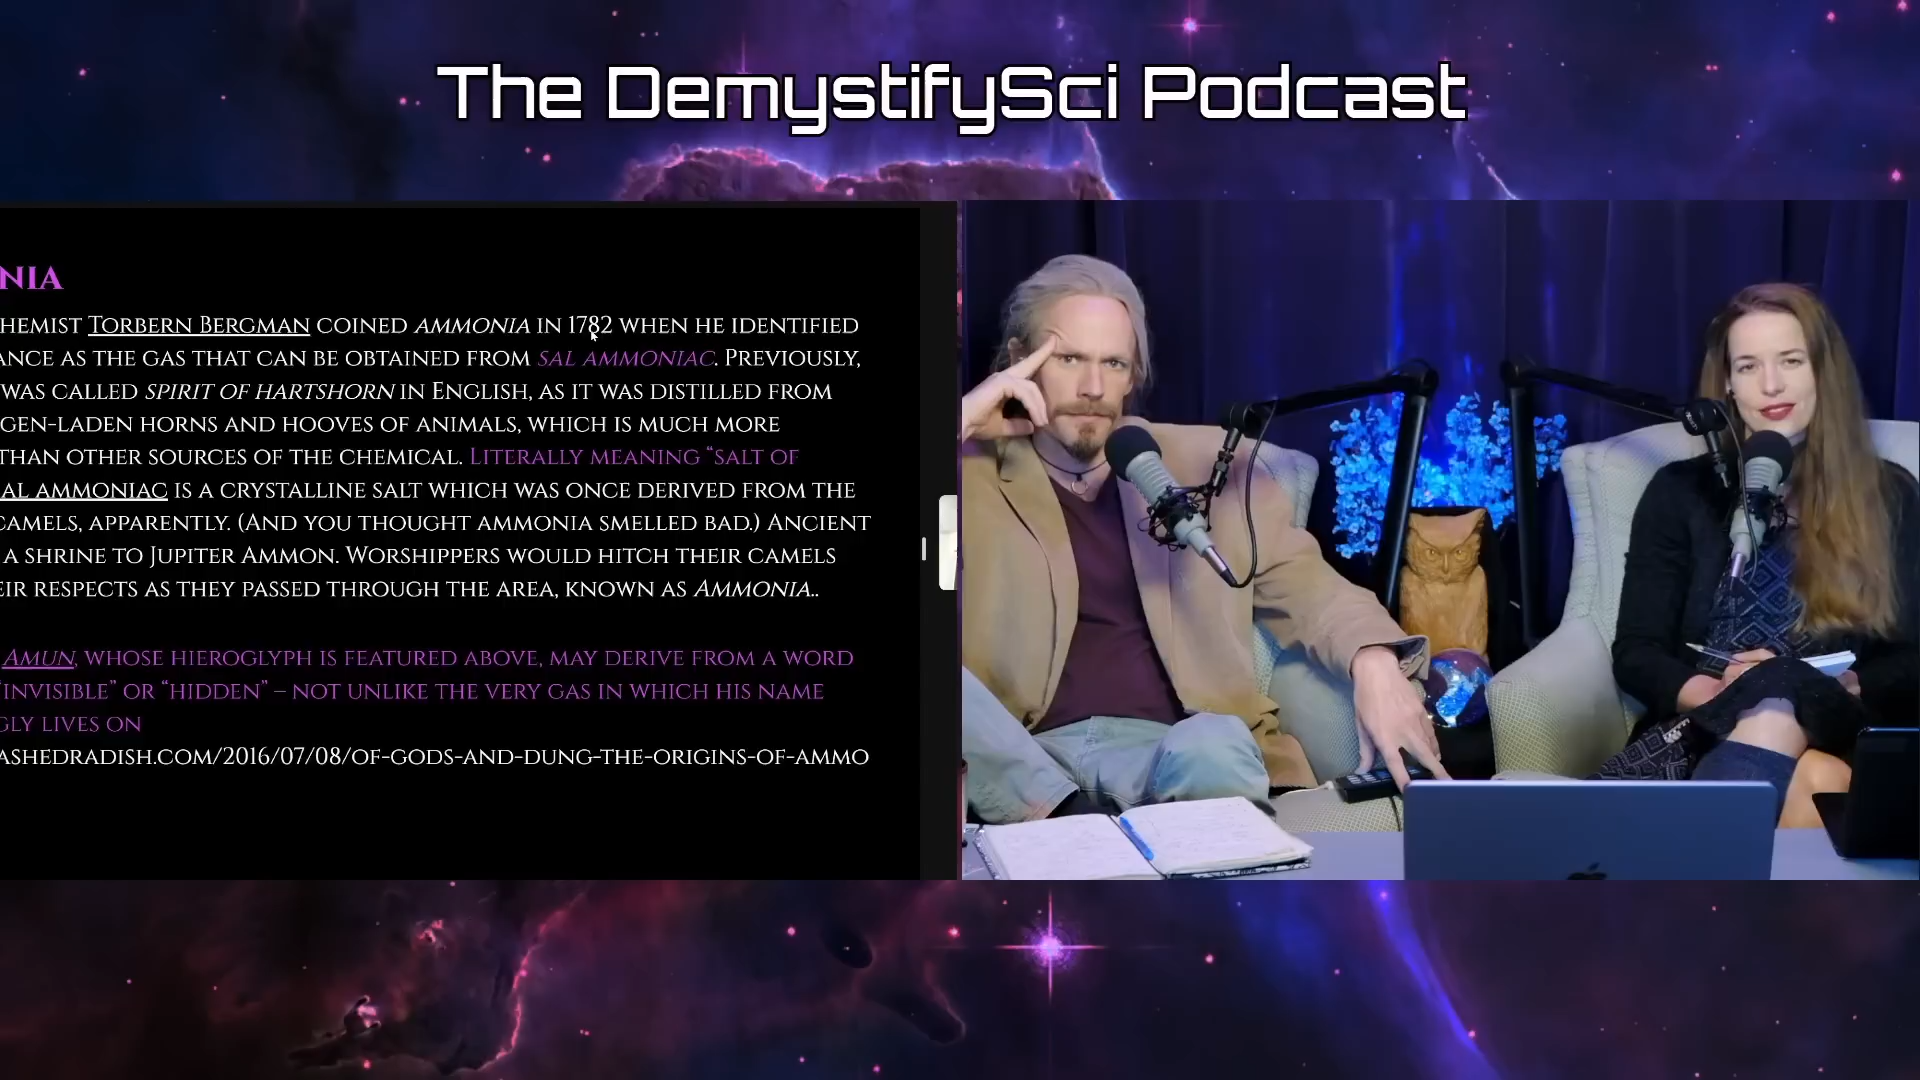 The DemystifySci Podcast
NIA
HEMIST TORBERN BERGMAN COINED AMMONIA IN 1782 WHEN HE IDENTIFIED
ANCE AS THE GAS THAT CAN BE OBTAINED FROM SAL AMMONIAC. PREVIOUSLY,
WAS CALLED SPIRIT OF HARTSHORN IN ENGLISH, AS IT WAS DISTILLED FROM
GEN-LADEN HORNS AND HOOVES OF ANIMALS, WHICH IS MUCH MORE
THAN OTHER SOURCES OF THE CHEMICAL. LITERALLY MEANING “SALT OF
AL AMMONIAC IS A CRYSTALLINE SALT WHICH WAS ONCE DERIVED FROM THE
CAMELS, APPARENTLY. (AND YOU THOUGHT AMMONIA SMELLED BAD.) ANCIENT
A SHRINE TO JUPITER AMMON. WORSHIPPERS WOULD HITCH THEIR CAMELS
EIR RESPECTS AS THEY PASSED THROUGH THE AREA, KNOWN AS AMMONIA..
AMUN, WHOSE HIEROGLYPH IS FEATURED ABOVE, MAY DERIVE FROM A WORD
“INVISIBLE” OR “HIDDEN” – NOT UNLIKE THE VERY GAS IN WHICH HIS NAME
GLY LIVES ON
ASHEDRADISH.COM/2016/07/08/OF-GODS-AND-DUNG-THE-ORIGINS-OF-AMMO